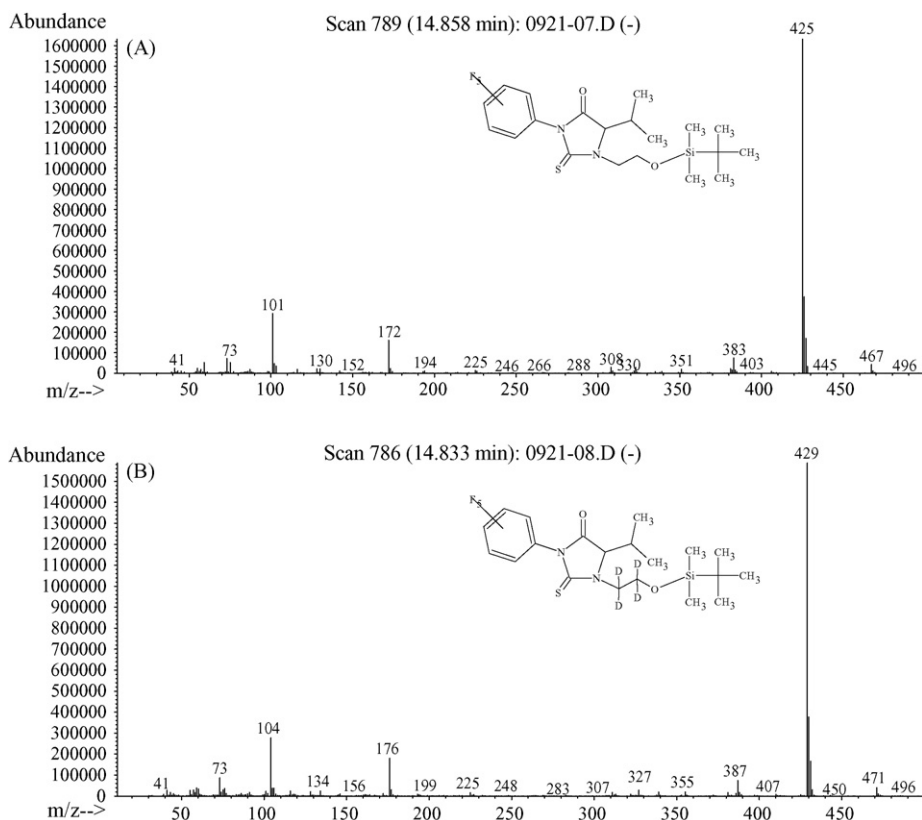 Abundance
Scan 789 (14.858 min): 0921-07.D (-)
(A)
1600000
1500000
1400000
1300000
1200000
1100000
1000000
900000
800000
700000
600000
500000
400000
300000
200000
100000
0
m/z-->
50 100 150 200 250 300 350 400 450
41 73 101 130 152 172 194 225 246 266 288 308 330 351 383 403 425 445 467 496
F5
O
CH3
CH3
N
N
S
O
Si
CH3
CH3
CH3
CH3
CH3
Abundance
Scan 786 (14.833 min): 0921-08.D (-)
(B)
1500000
1400000
1300000
1200000
1100000
1000000
900000
800000
700000
600000
500000
400000
300000
200000
100000
0
m/z-->
50 100 150 200 250 300 350 400 450
41 73 104 134 156 176 199 225 248 283 307 327 355 387 407 429 450 471 496
F5
O
CH3
CH3
N
N
S
D
D
D
D
O
Si
CH3
CH3
CH3
CH3
CH3